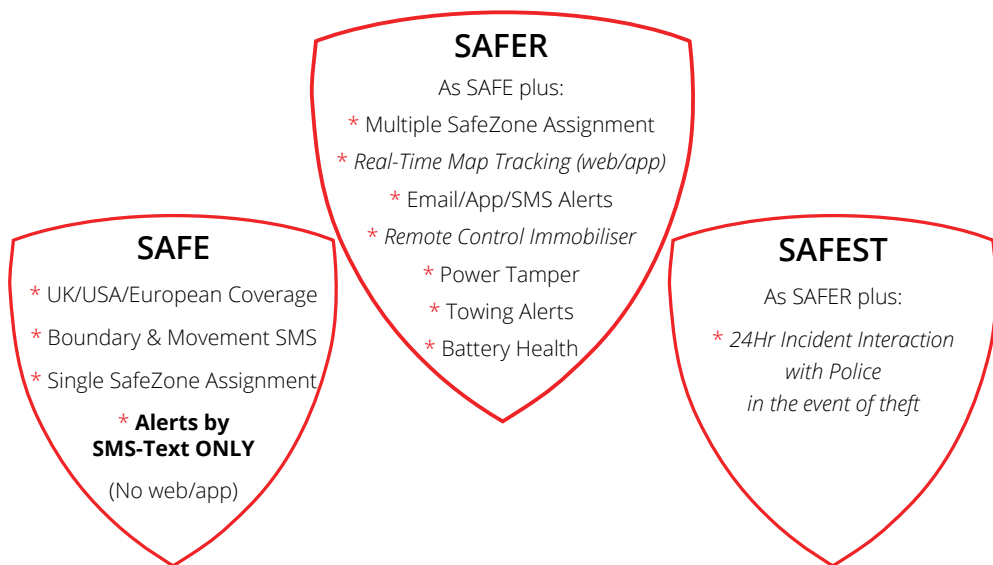 SAFE
* UK/USA/European Coverage
* Boundary & Movement SMS
* Single SafeZone Assignment
* Alerts by
SMS-Text ONLY
(No web/app)
SAFER
As SAFE plus:
* Multiple SafeZone Assignment
* Real-Time Map Tracking (web/app)
* Email/App/SMS Alerts
* Remote Control Immobiliser
* Power Tamper
* Towing Alerts
* Battery Health
SAFEST
As SAFER plus:
* 24Hr Incident Interaction
with Police
in the event of theft